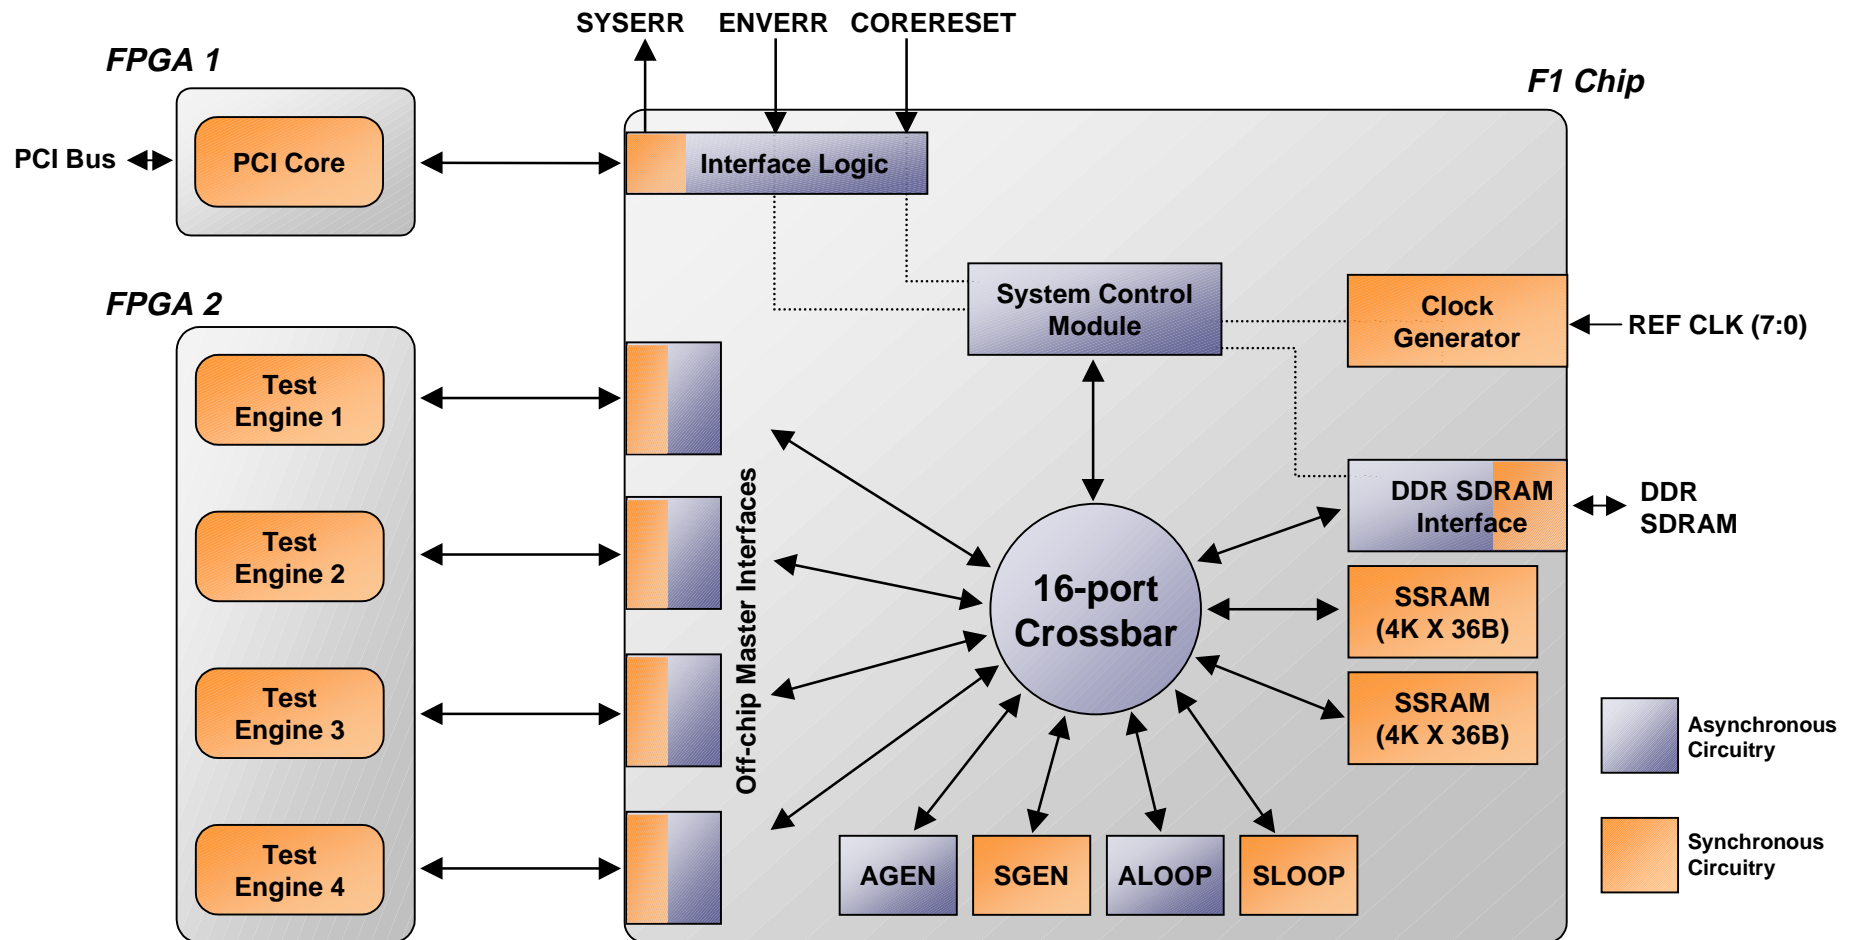 SYSERR ENVERR CORERESET
FPGA 1
F1 Chip
PCI Bus
PCI Core
Interface Logic
FPGA 2
System Control
Module
Clock
Generator
REF CLK (7:0)
Test
Engine 1
Off-chip Master Interfaces
DDR SDRAM
Interface
DDR
SDRAM
Test
Engine 2
16-port
Crossbar
SSRAM
(4K X 36B)
Test
Engine 3
SSRAM
(4K X 36B)
Asynchronous
Circuitry
Test
Engine 4
AGEN
SGEN
ALOOP
SLOOP
Synchronous
Circuitry